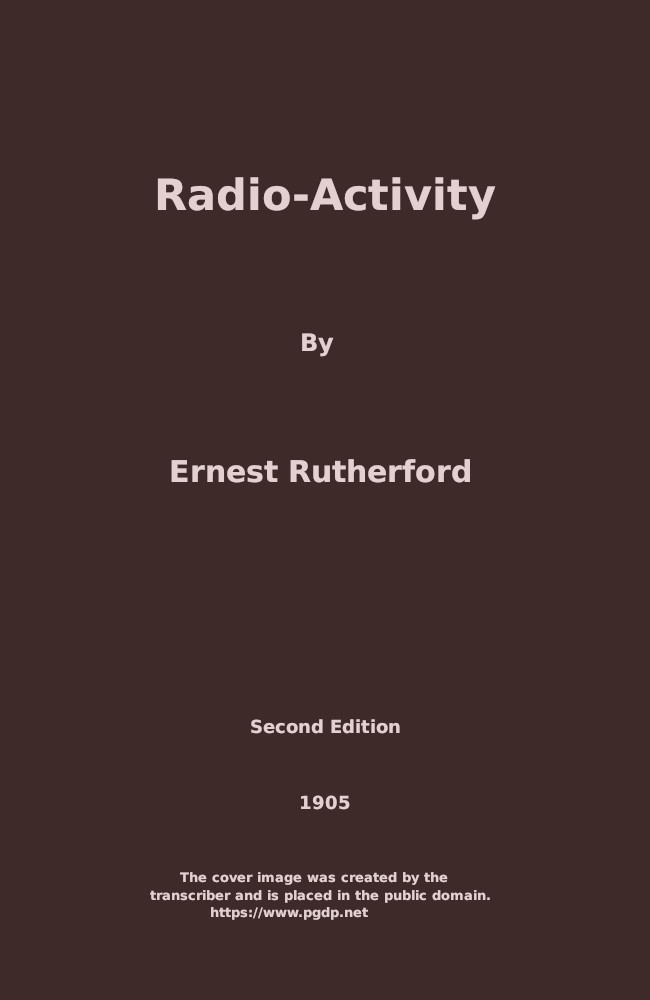 Radio-Activity
By
Ernest Rutherford
Second Edition
1905
The cover image was created by the
transcriber and is placed in the public domain.
https://www.pgdp.net